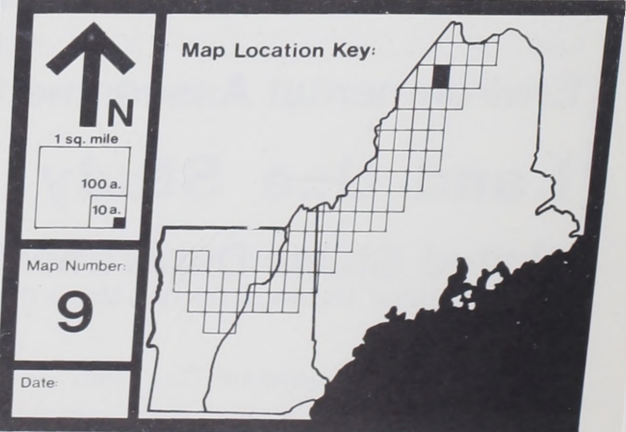 Map Location Key:
N
1 sq. mile
100 a.
10 a.
Map Number:
9
Date: